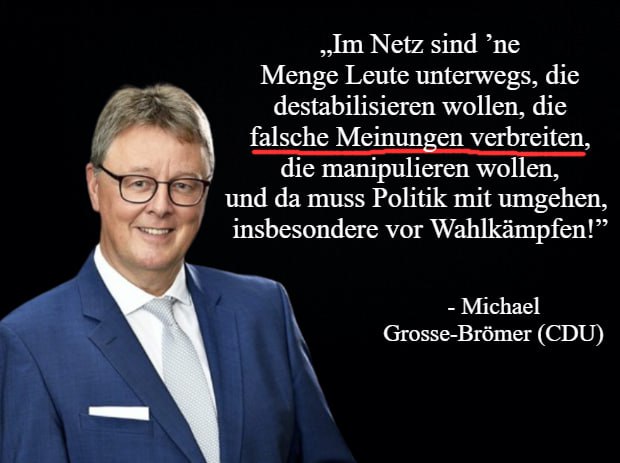 „Im Netz sind ’ne
Menge Leute unterwegs, die
destabilisieren wollen, die
falsche Meinungen verbreiten,
die manipulieren wollen,
und da muss Politik mit umgehen,
insbesondere vor Wahlkämpfen!”
- Michael
Grosse-Brömer (CDU)